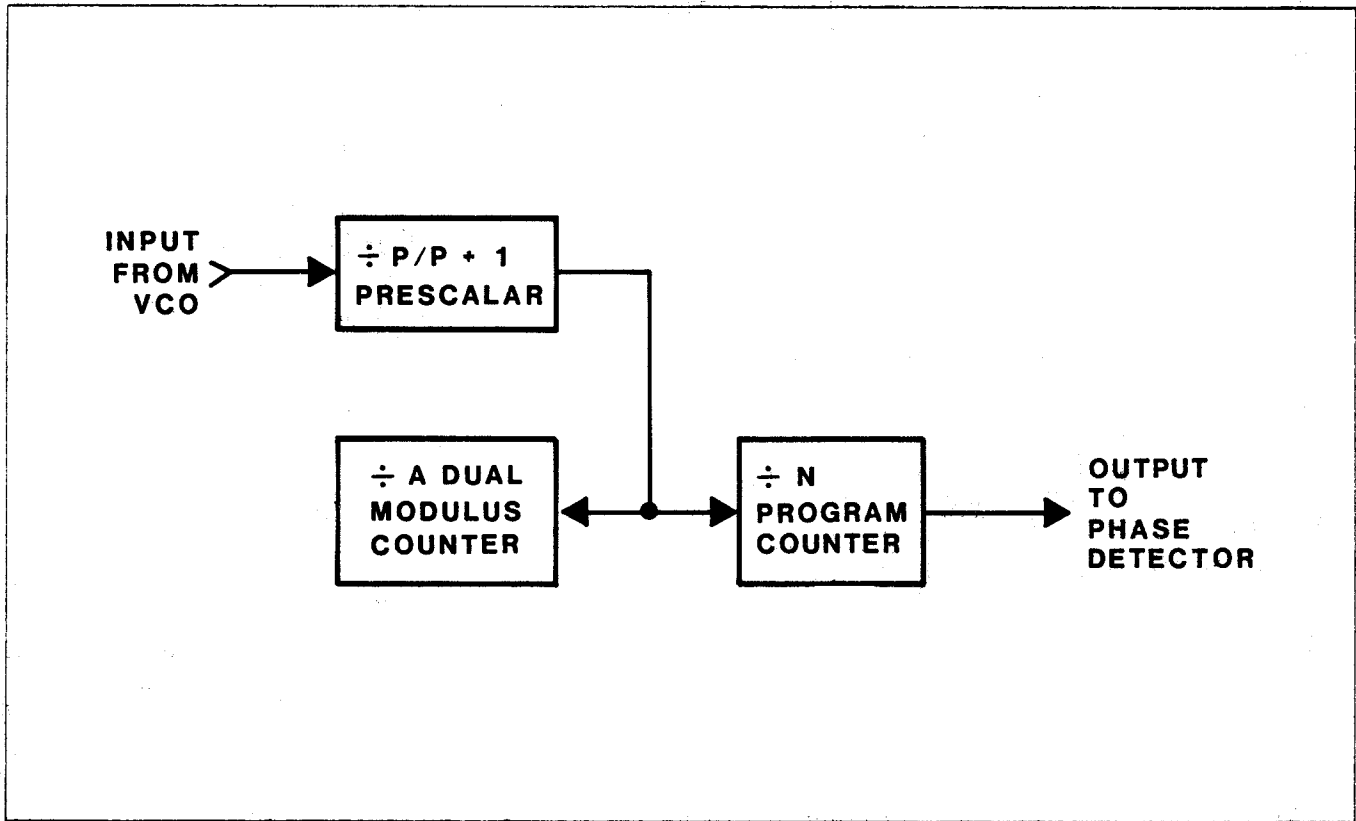 INPUT
FROM
VCO
÷ P/P + 1
PRESCALAR
÷ A DUAL
MODULUS
COUNTER
÷ N
PROGRAM
COUNTER
OUTPUT
TO
PHASE
DETECTOR